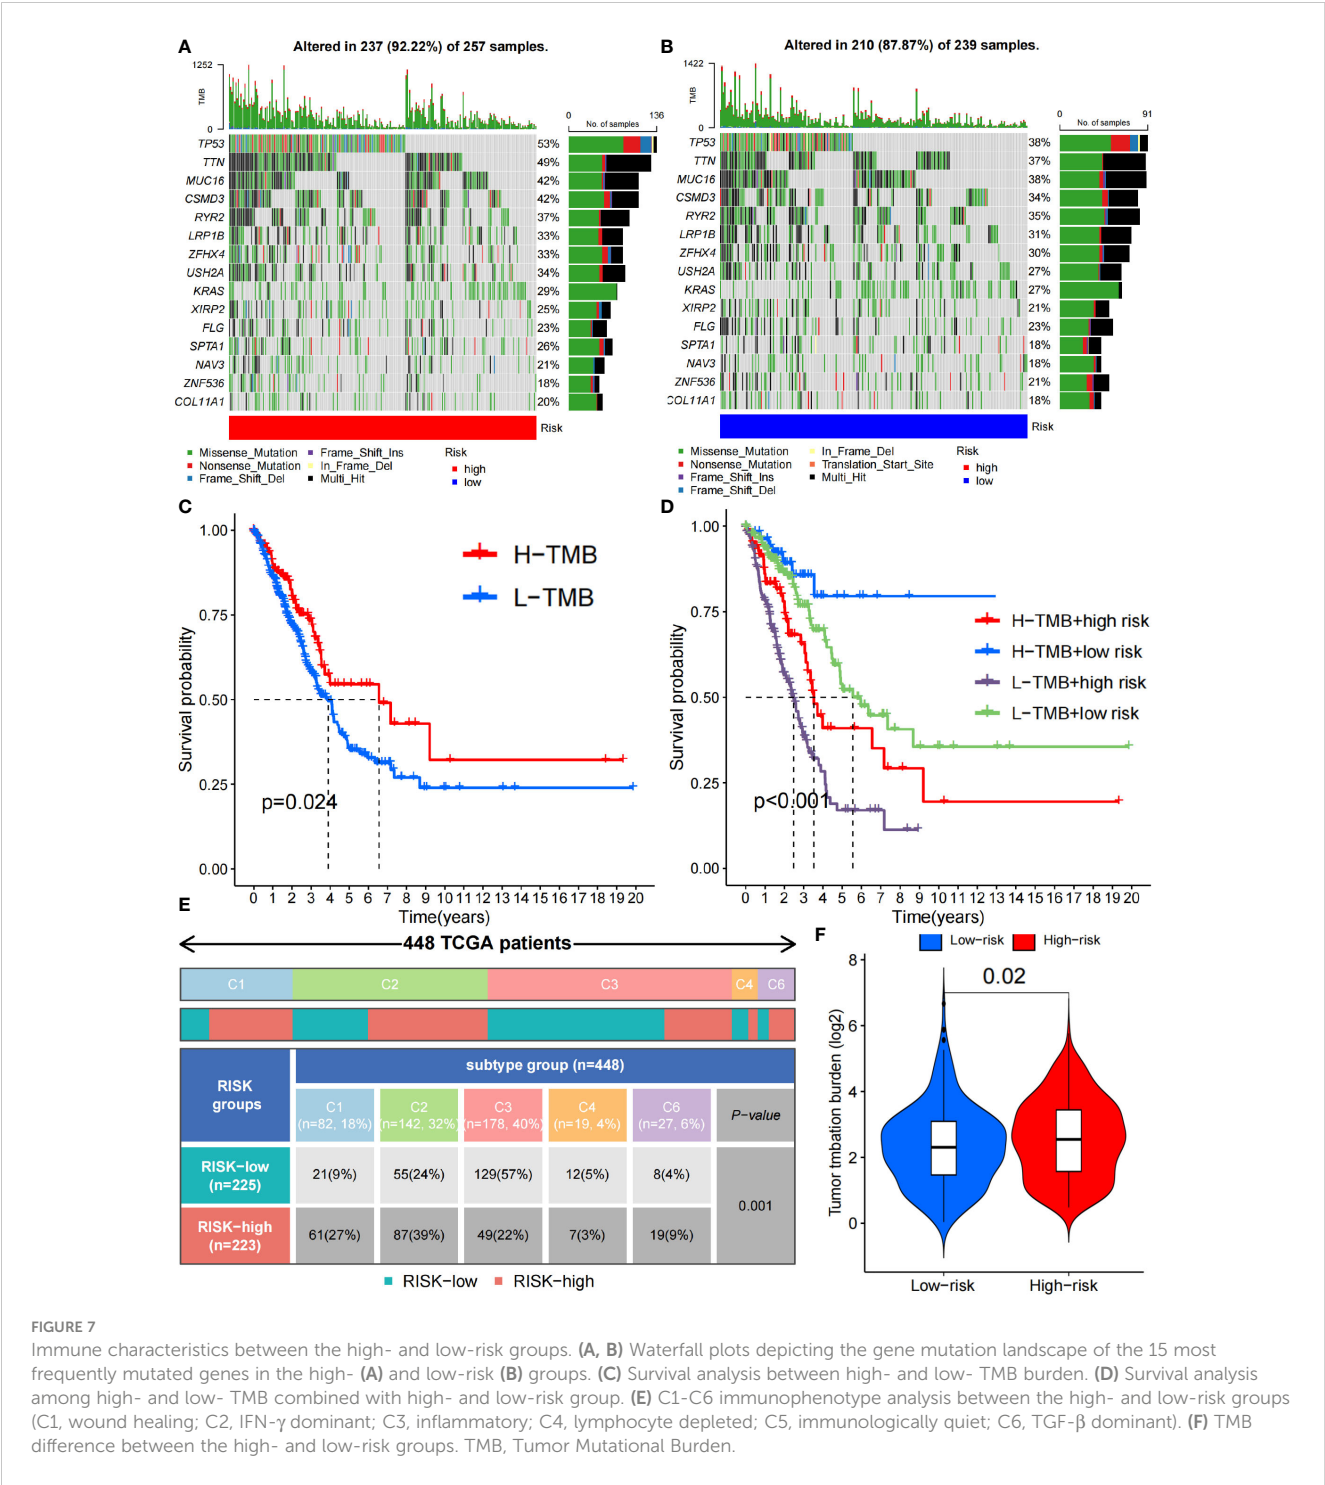 A
Altered in 237 (92.22%) of 257 samples.
1252
TMB
0
0 136
No. of samples
TP53 53%
TTN 49%
MUC16 42%
CSMD3 42%
RYR2 37%
LRP1B 33%
ZFHX4 33%
USH2A 34%
KRAS 29%
XIRP2 25%
FLG 23%
SPTA1 26%
NAV3 21%
ZNF536 18%
COL11A1 20%
Risk
Missense_Mutation Frame_Shift_Ins Risk
Nonsense_Mutation In_Frame_Del high
Frame_Shift_Del Multi_Hit low
B
Altered in 210 (87.87%) of 239 samples.
1422
TMB
0
0 91
No. of samples
TP53 38%
TTN 37%
MUC16 38%
CSMD3 34%
RYR2 35%
LRP1B 31%
ZFHX4 30%
USH2A 27%
KRAS 27%
XIRP2 21%
FLG 23%
SPTA1 18%
NAV3 18%
ZNF536 21%
COL11A1 18%
Risk
Missense_Mutation In_Frame_Del Risk
Nonsense_Mutation Translation_Start_Site high
Frame_Shift_Ins Multi_Hit low
Frame_Shift_Del
C
Survival probability
1.00
0.75
0.50
0.25
0.00
H−TMB
L−TMB
p=0.024
0 1 2 3 4 5 6 7 8 9 10 11 12 13 14 15 16 17 18 19 20
Time(years)
D
Survival probability
1.00
0.75
0.50
0.25
0.00
H−TMB+high risk
H−TMB+low risk
L−TMB+high risk
L−TMB+low risk
p<0.001
0 1 2 3 4 5 6 7 8 9 10 11 12 13 14 15 16 17 18 19 20
Time(years)
E
448 TCGA patients
C1 C2 C3 C4 C6
RISK
groups
subtype group (n=448)
C1 C2 C3 C4 C6
(n=82, 18%) (n=142, 32%) (n=178, 40%) (n=19, 4%) (n=27, 6%)
P−value
RISK−low
(n=225)
21(9%) 55(24%) 129(57%) 12(5%) 8(4%)
0.001
RISK−high
(n=223)
61(27%) 87(39%) 49(22%) 7(3%) 19(9%)
RISK−low RISK−high
F
Low−risk High−risk
Tumor tmbation burden (log2)
8
6
4
2
0
0.02
Low−risk High−risk
FIGURE 7
Immune characteristics between the high- and low-risk groups. (A, B) Waterfall plots depicting the gene mutation landscape of the 15 most
frequently mutated genes in the high- (A) and low-risk (B) groups. (C) Survival analysis between high- and low- TMB burden. (D) Survival analysis
among high- and low- TMB combined with high- and low-risk group. (E) C1-C6 immunophenotype analysis between the high- and low-risk groups
(C1, wound healing; C2, IFN-γ dominant; C3, inflammatory; C4, lymphocyte depleted; C5, immunologically quiet; C6, TGF-β dominant). (F) TMB
difference between the high- and low-risk groups. TMB, Tumor Mutational Burden.